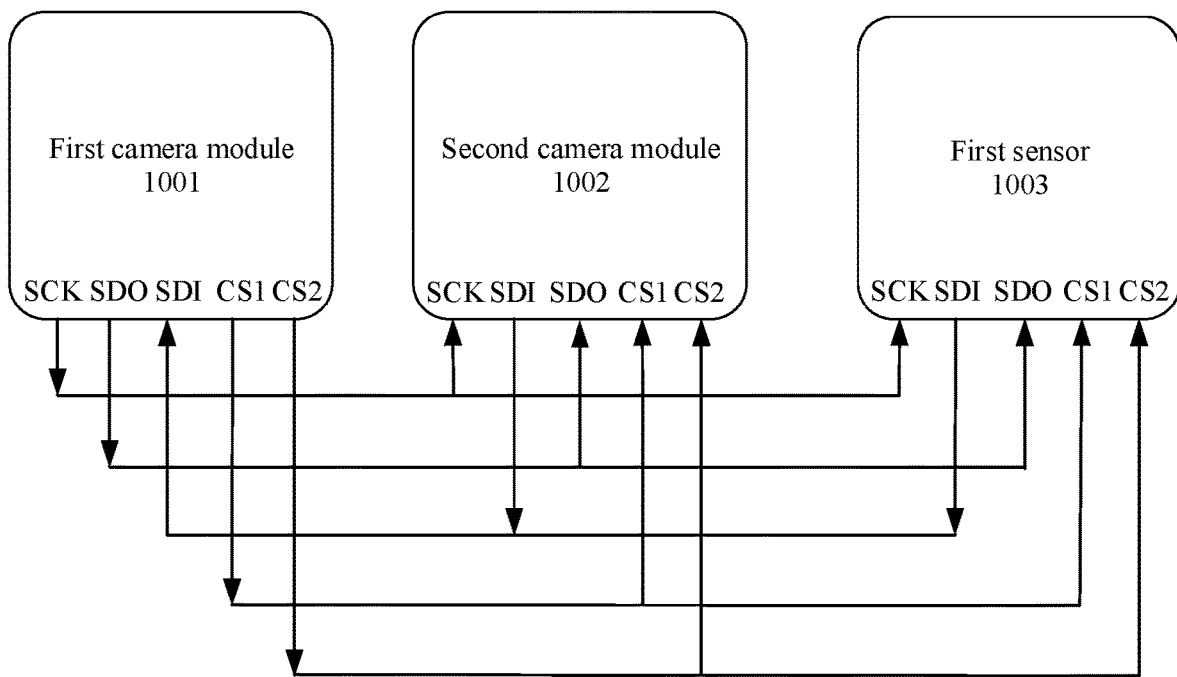 First camera module
1001
Second camera module
1002
First sensor
1003
SCK SDO SDI CS1 CS2
SCK SDI SDO CS1 CS2
SCK SDI SDO CS1 CS2